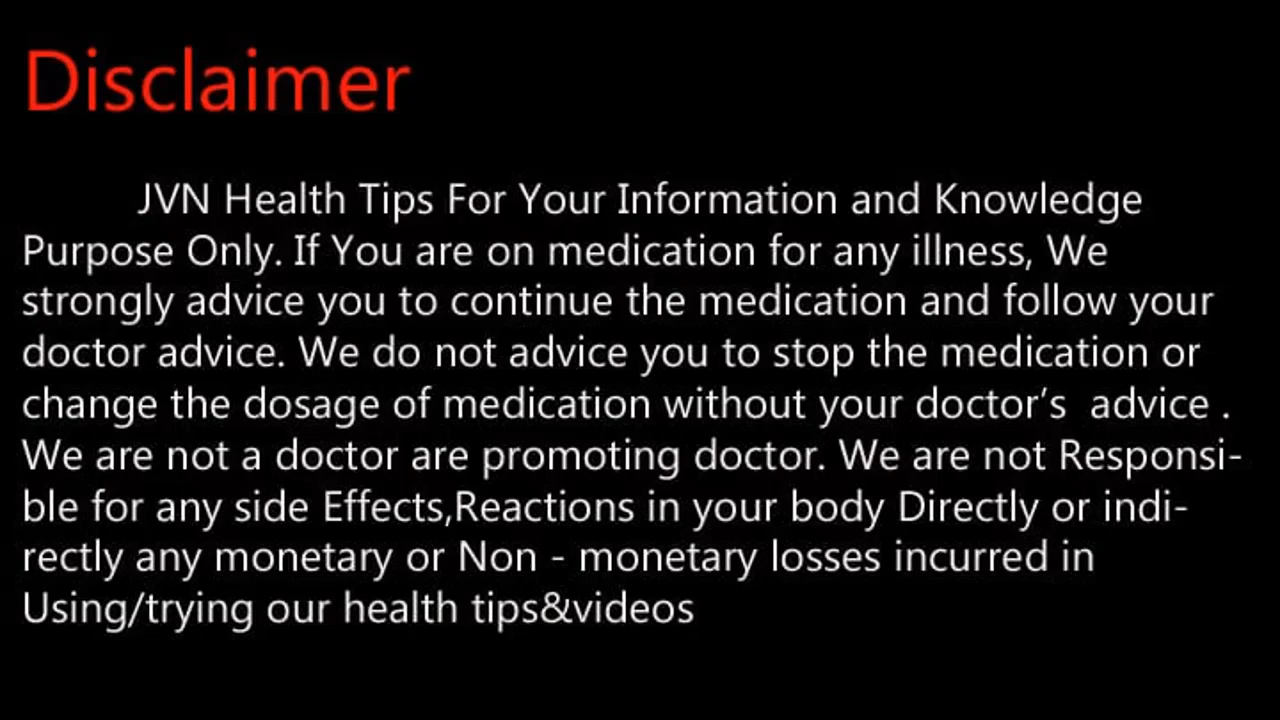 Disclaimer
JVN Health Tips For Your Information and Knowledge
Purpose Only. If You are on medication for any illness, We
strongly advice you to continue the medication and follow your
doctor advice. We do not advice you to stop the medication or
change the dosage of medication without your doctor’s  advice .
We are not a doctor are promoting doctor. We are not Responsi-
ble for any side Effects,Reactions in your body Directly or indi-
rectly any monetary or Non - monetary losses incurred in
Using/trying our health tips&videos